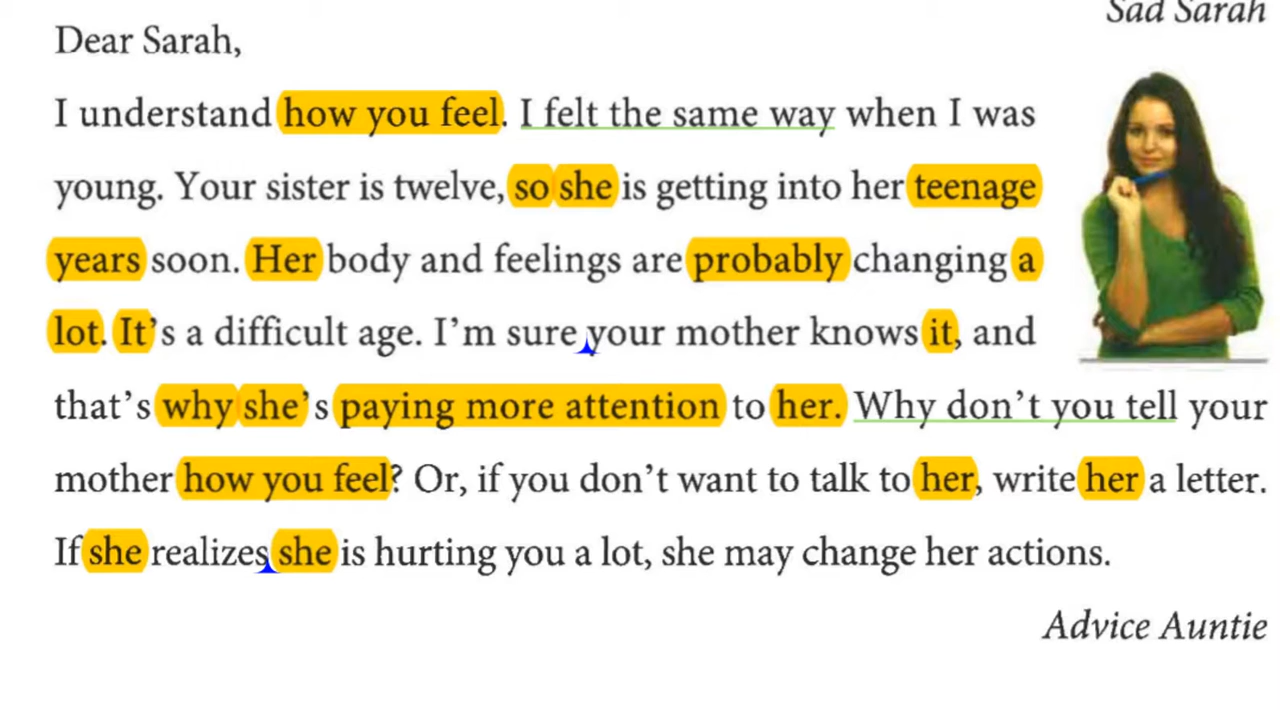 Sad Sarah
Dear Sarah,
I understand how you feel. I felt the same way when I was
young. Your sister is twelve, so she is getting into her teenage
years soon. Her body and feelings are probably changing a
lot. It's a difficult age. I'm sure your mother knows it, and
that's why she's paying more attention to her. Why don't you tell your
mother how you feel? Or, if you don't want to talk to her, write her a letter.
If she realizes she is hurting you a lot, she may change her actions.
Advice Auntie